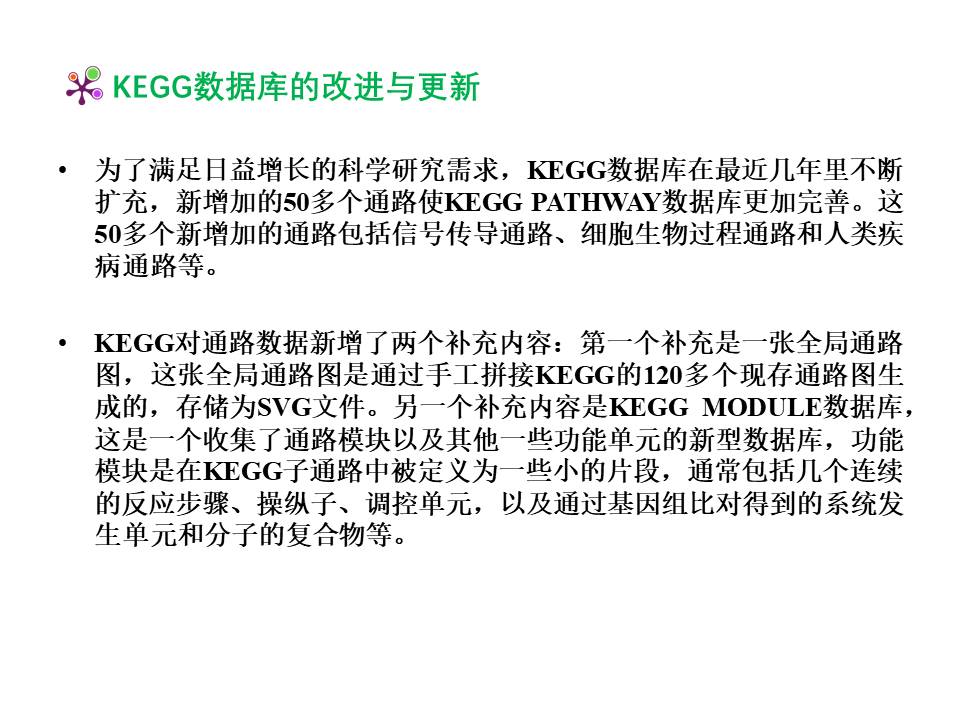 KEGG数据库的改进与更新
• 为了满足日益增长的科学研究需求，KEGG数据库在最近几年里不断
扩充，新增加的50多个通路使KEGG PATHWAY数据库更加完善。这
50多个新增加的通路包括信号传导通路、细胞生物过程通路和人类疾
病通路等。
• KEGG对通路数据新增了两个补充内容：第一个补充是一张全局通路
图，这张全局通路图是通过手工拼接KEGG的120多个现存通路图生
成的，存储为SVG文件。另一个补充内容是KEGG MODULE数据库，
这是一个收集了通路模块以及其他一些功能单元的新型数据库，功能
模块是在KEGG子通路中被定义为一些小的片段，通常包括几个连续
的反应步骤、操纵子、调控单元，以及通过基因组比对得到的系统发
生单元和分子的复合物等。